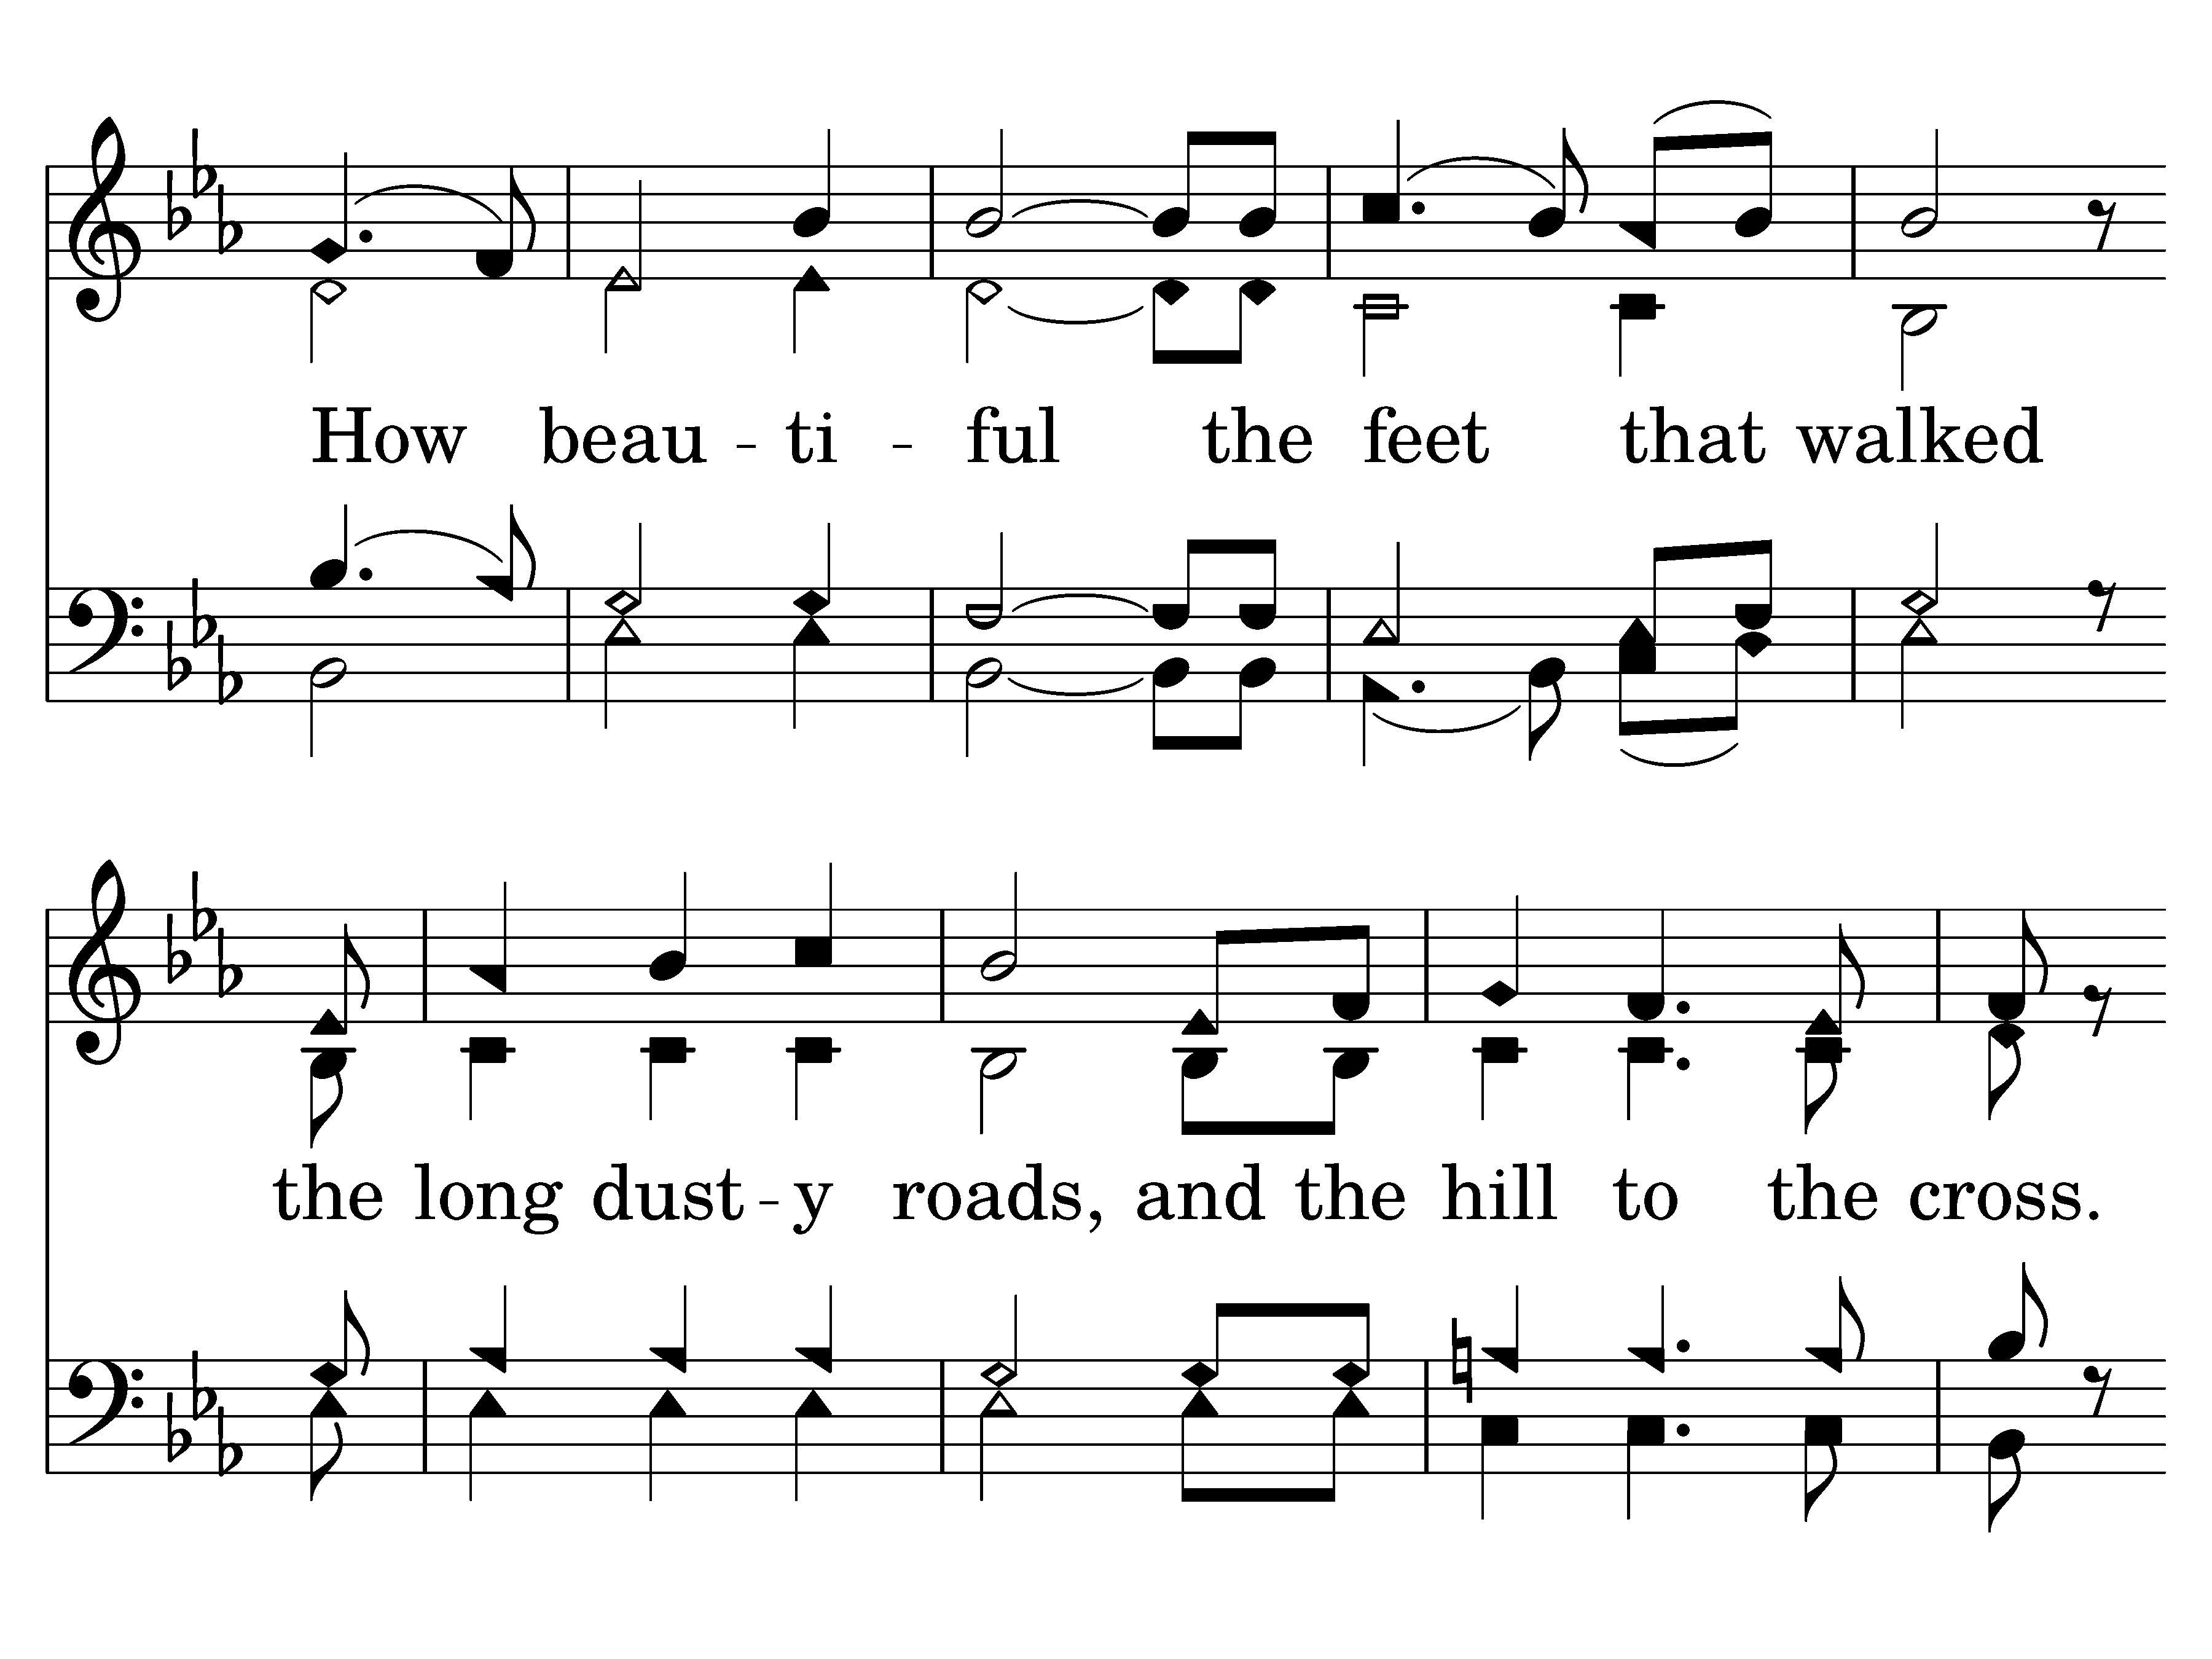 How beau - ti - ful the feet that walked
the long dust - y roads, and the hill to the cross.